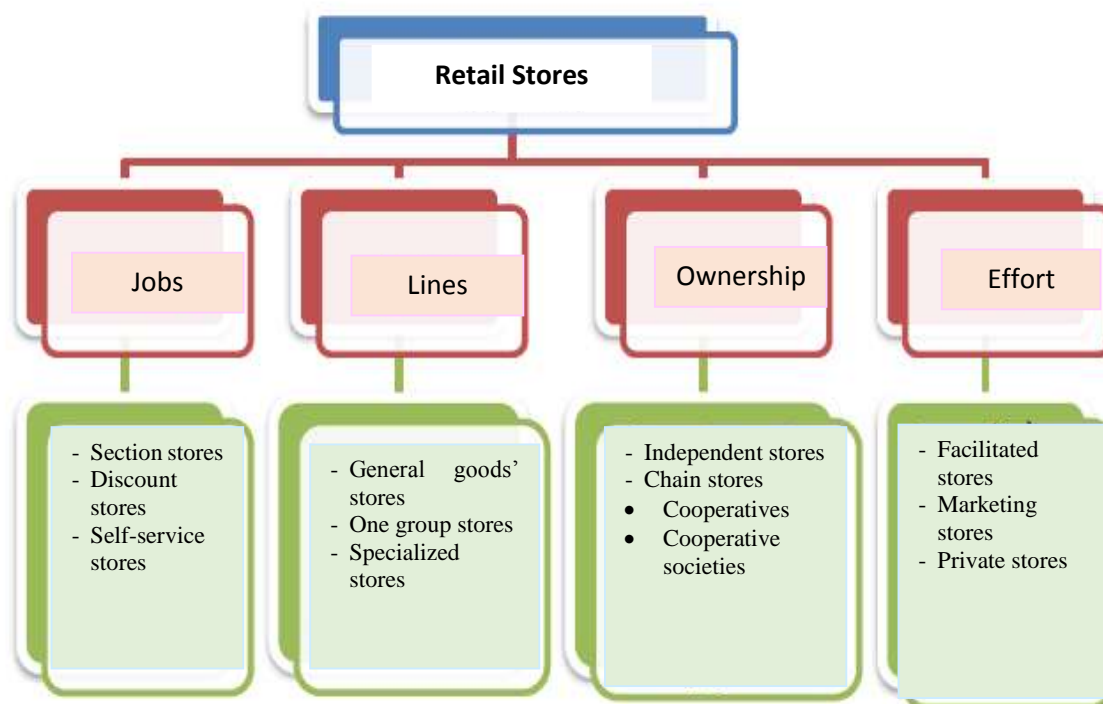 Retail Stores
Jobs
Lines
Ownership
Effort
- Section stores
- Discount
stores
- Self-service
stores
- General goods’
stores
- One group stores
- Specialized
stores
- Independent stores
- Chain stores
• Cooperatives
• Cooperative
societies
- Facilitated
stores
- Marketing
stores
- Private stores